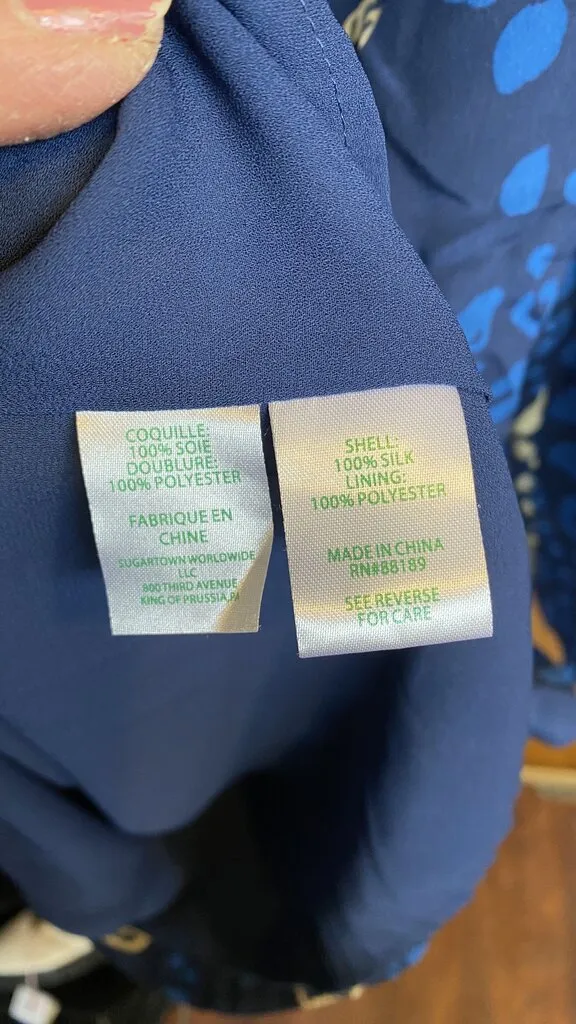 COQUILLE:
100% SOIE
DOUBLURE:
100% POLYESTER
FABRIQUE EN
CHINE
SUGARTOWN WORLDWIDE
LLC
800 THIRD AVENUE
KING OF PRUSSIA, PA
SHELL:
100% SILK
LINING:
100% POLYESTER
MADE IN CHINA
RN#88189
SEE REVERSE
FOR CARE